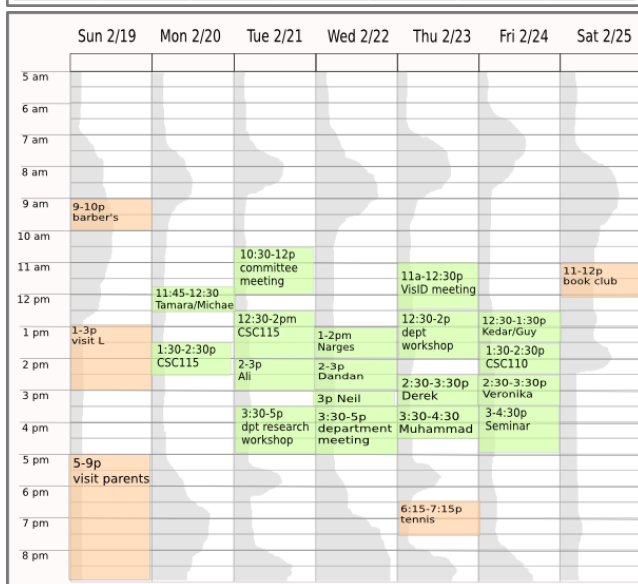 Sun 2/19 Mon 2/20 Tue 2/21 Wed 2/22 Thu 2/23 Fri 2/24 Sat 2/25
5 am
6 am
7 am
8 am
9 am
10 am
11 am
12 pm
1 pm
2 pm
3 pm
4 pm
5 pm
6 pm
7 pm
8 pm
9-10p
barber's
1-3p
visit L
5-9p
visit parents
11:45-12:30
Tamara/Michae
1:30-2:30p
CSC115
10:30-12p
committee
meeting
12:30-2pm
CSC115
2-3p
Ali
3:30-5p
dpt research
workshop
1-2pm
Narges
2-3p
Dandan
3p Neil
3:30-5p
department
meeting
11a-12:30p
VisID meeting
12:30-2p
dept
workshop
2:30-3:30p
Derek
3:30-4:30
Muhammad
6:15-7:15p
tennis
12:30-1:30p
Kedar/Guy
1:30-2:30p
CSC110
2:30-3:30p
Veronika
3-4:30p
Seminar
11-12p
book club